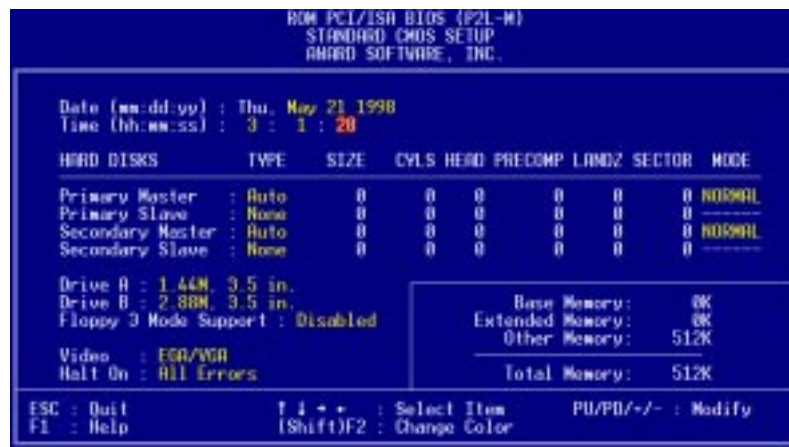 ROM PCI/ISA BIOS (P2L-M)
STANDARD CMOS SETUP
AWARD SOFTWARE, INC.
Date (mm:dd:yy) : Thu, May 21 1998
Time (hh:mm:ss) : 3 : 1 : 20
HARD DISKS TYPE SIZE CYLS HEAD PRECOMP LANDZ SECTOR MODE
Primary Master : Auto 0 0 0 0 0 0 NORMAL
Primary Slave : None 0 0 0 0 0 0 ------
Secondary Master : Auto 0 0 0 0 0 0 NORMAL
Secondary Slave : None 0 0 0 0 0 0 ------
Drive A : 1.44M, 3.5 in.
Drive B : 2.88M, 3.5 in.
Floppy 3 Mode Support : Disabled
Video : EGA/VGA
Halt On : All Errors
Base Memory: 0K
Extended Memory: 0K
Other Memory: 512K
Total Memory: 512K
ESC : Quit ↑ ↓ → ← : Select Item PU/PD/+/- : Modify
F1 : Help (Shift)F2 : Change Color